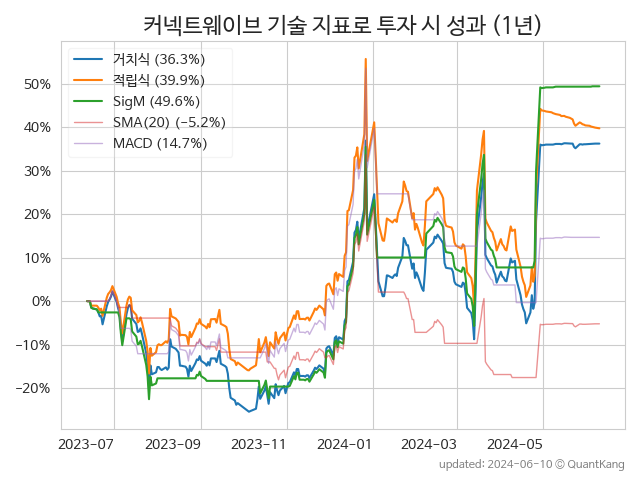 커넥트웨이브 기술 지표로 투자 시 성과 (1년)
거치식 (36.3%)
적립식 (39.9%)
SigM (49.6%)
SMA(20) (−5.2%)
MACD (14.7%)
50%
40%
30%
20%
10%
0%
−10%
−20%
2023-07 2023-09 2023-11 2024-01 2024-03 2024-05
updated: 2024-06-10 © QuantKang